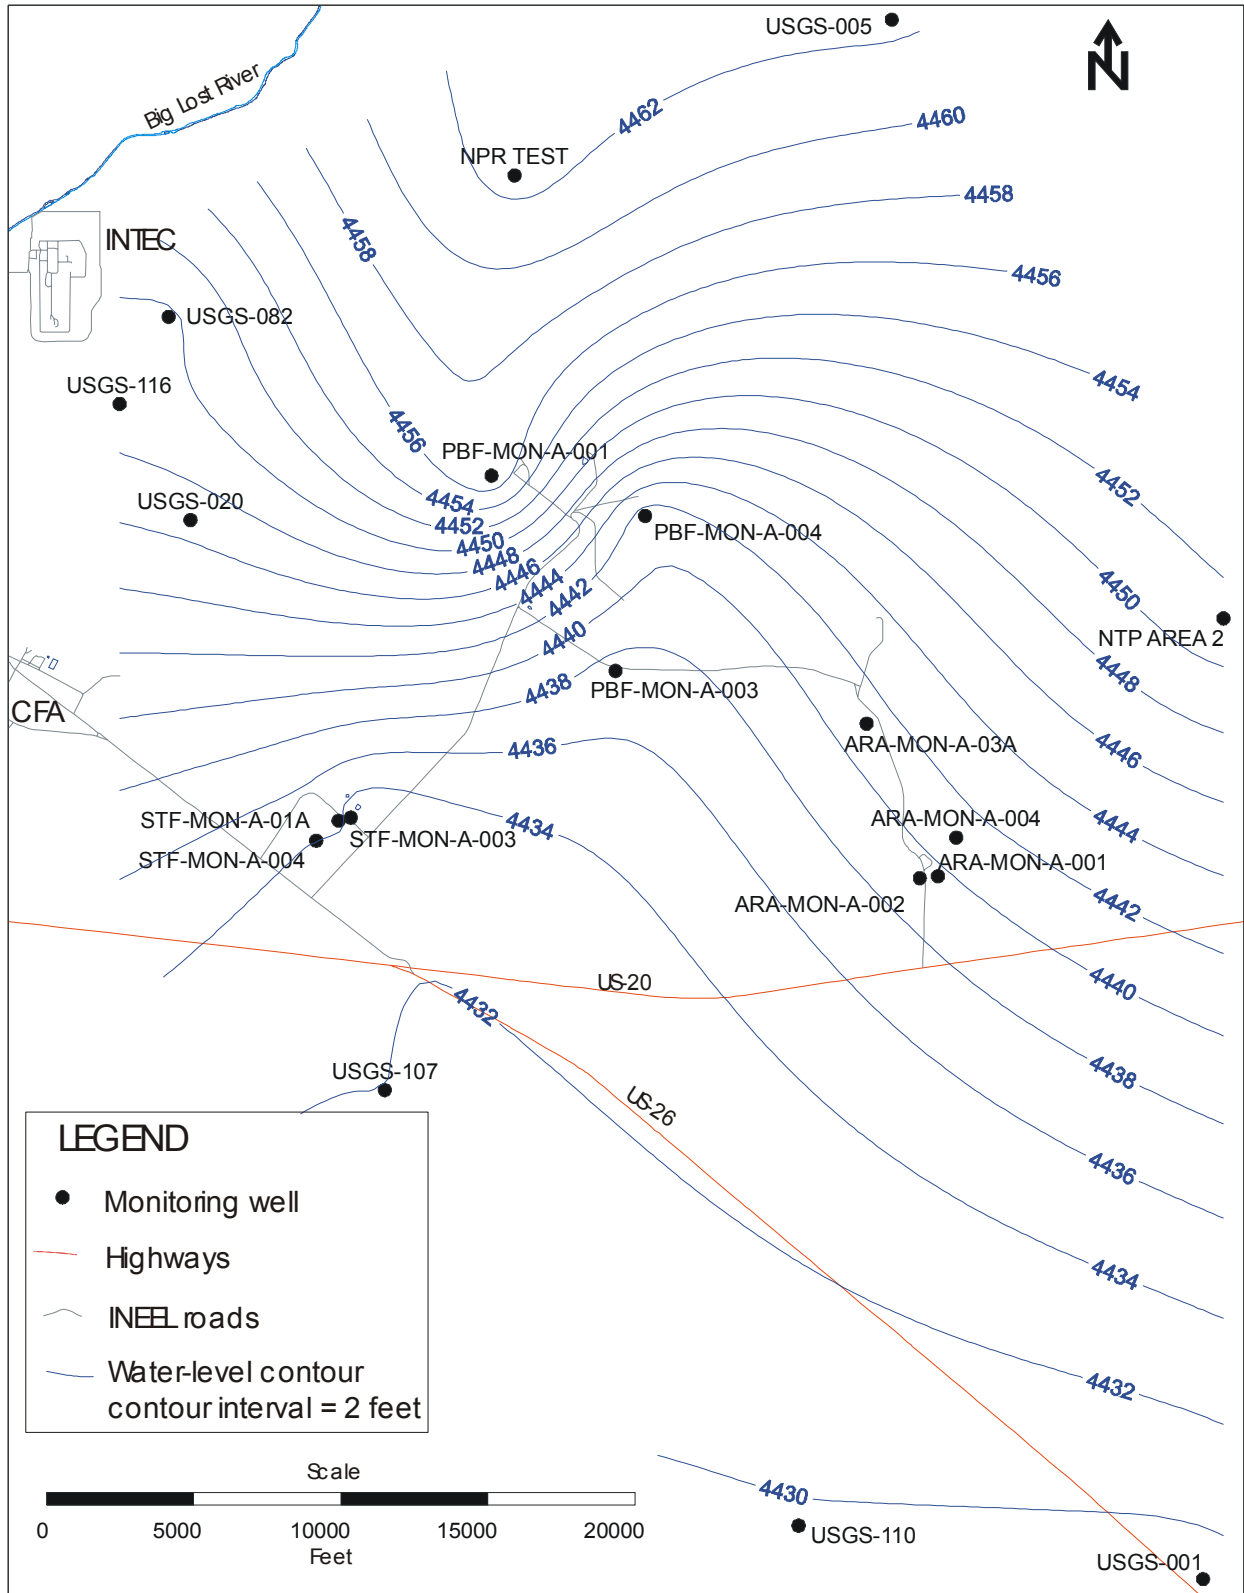 USGS-005
N
Big Lost River
4462
4460
NPR TEST
4458
4458
INTEC
4456
USGS-082
4454
USGS-116
4456
PBF-MON-A-001
4452
4454
USGS-020
4452
PBF-MON-A-004
4450
4448
4450
4446
4444
4442
NTP AREA 2
4440
4448
4438
PBF-MON-A-003
CFA
4446
4436
ARA-MON-A-03A
STF-MON-A-01A
4434
ARA-MON-A-004
4444
STF-MON-A-003
STF-MON-A-004
ARA-MON-A-001
4442
ARA-MON-A-002
US-20
4440
4432
USGS-107
4438
US-26
4436
4434
4432
LEGEND
Monitoring well
Highways
INEEL roads
Water-level contour
contour interval = 2 feet
Scale
0 5000 10000 15000 20000
Feet
4430
USGS-110
USGS-001